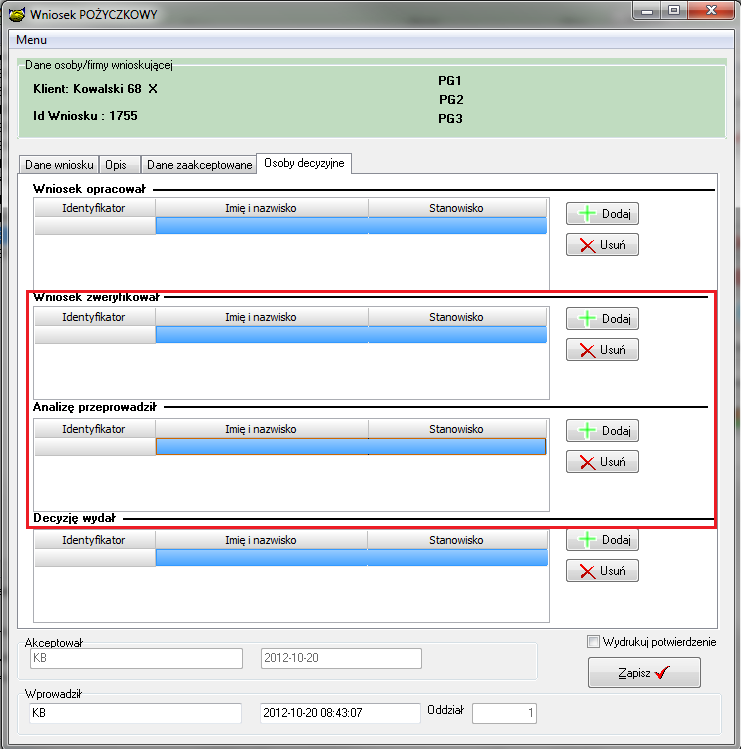 Wniosek POŻYCZKOWY
Menu
Dane osoby/firmy wnioskującej
Klient: Kowalski 68 X
PG1
PG2
Id Wniosku : 1755
PG3
Dane wniosku Opis Dane zaakceptowane Osoby decyzyjne
Wniosek opracował
Identyfikator Imię i nazwisko Stanowisko
Dodaj
Usuń
Wniosek zweryfikował
Identyfikator Imię i nazwisko Stanowisko
Dodaj
Usuń
Analizę przeprowadził
Identyfikator Imię i nazwisko Stanowisko
Dodaj
Usuń
Decyzję wydał
Identyfikator Imię i nazwisko Stanowisko
Dodaj
Usuń
Akceptował
KB 2012-10-20
Wydrukuj potwierdzenie
Zapisz
Wprowadził
KB 2012-10-20 08:43:07 Oddział 1